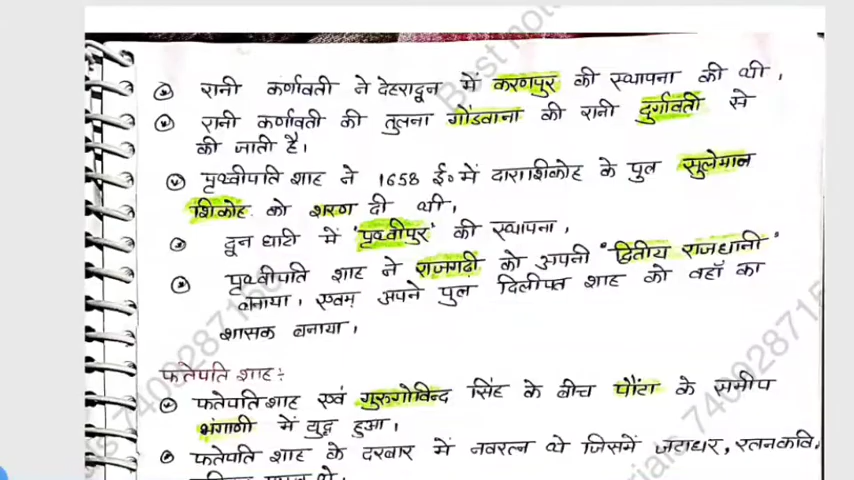 रानी कर्णावती ने देहरादून में करणपुर की स्थापना की थी,
रानी कर्णावती की तुलना गोंडवाना की रानी दुर्गावती से
की जाती है।
पृथ्वीपति शाह ने 1658 ई० में दाराशिकोह के पुत्र सुलेमान
शिकोह को शरण दी थी,
दून घाटी में 'पृथ्वीपुर' की स्थापना,
पृथ्वीपति शाह ने राजगढ़ी को अपनी "द्वितीय राजधानी"
बनाया, एवम् अपने पुत्र दिलीपत शाह को वहाँ का
शासक बनाया,
फतेपति शाह:-
फतेपति शाह एवं गुरुगोविन्द सिंह के बीच पौंटा के समीप
भंगाणी में युद्ध हुआ,
फतेपति शाह के दरबार में नवरत्न थे जिसमें जटाधर, रतनकवि,